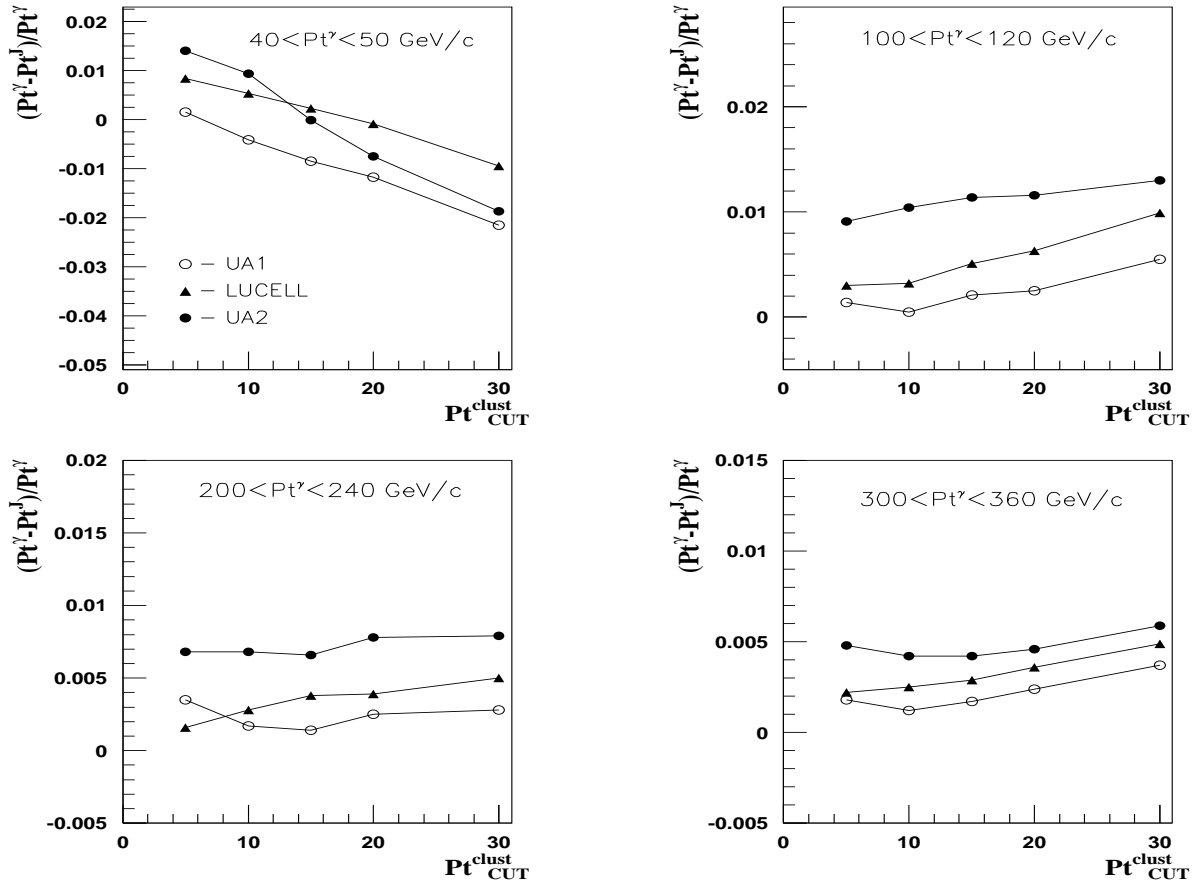 (Pt^γ-Pt^J)/Pt^γ
40<Pt^γ<50 GeV/c
0.02
0.01
0
-0.01
-0.02
-0.03
-0.04
-0.05
○ – UA1
▲ – LUCELL
● – UA2
0 10 20 30
Pt^clust_CUT
(Pt^γ-Pt^J)/Pt^γ
100<Pt^γ<120 GeV/c
0.02
0.01
0
0 10 20 30
Pt^clust_CUT
(Pt^γ-Pt^J)/Pt^γ
200<Pt^γ<240 GeV/c
0.02
0.015
0.01
0.005
0
-0.005
0 10 20 30
Pt^clust_CUT
(Pt^γ-Pt^J)/Pt^γ
300<Pt^γ<360 GeV/c
0.015
0.01
0.005
0
-0.005
0 10 20 30
Pt^clust_CUT